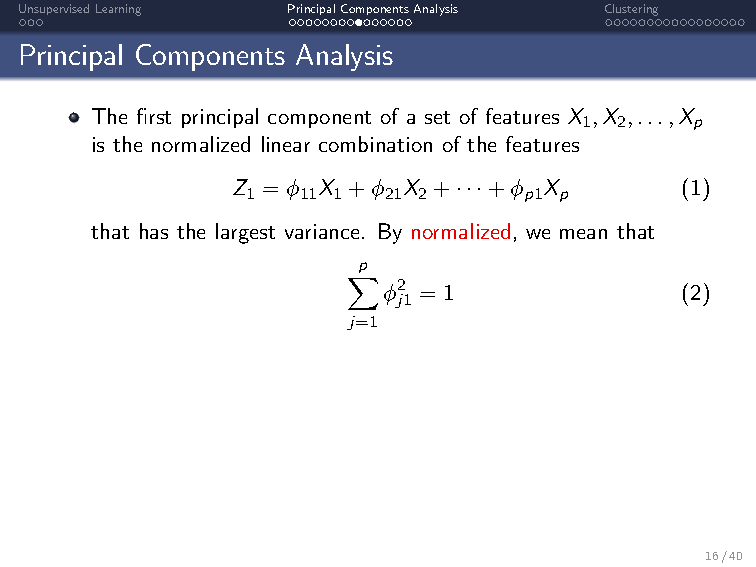 Unsupervised Learning Principal Components Analysis Clustering
Principal Components Analysis
The first principal component of a set of features X₁, X₂, . . . , Xₚ
is the normalized linear combination of the features
Z₁ = ϕ₁₁X₁ + ϕ₂₁X₂ + · · · + ϕₚ₁Xₚ (1)
that has the largest variance. By normalized, we mean that
p
∑ ϕ²ⱼ₁ = 1 (2)
j=1
16 / 40